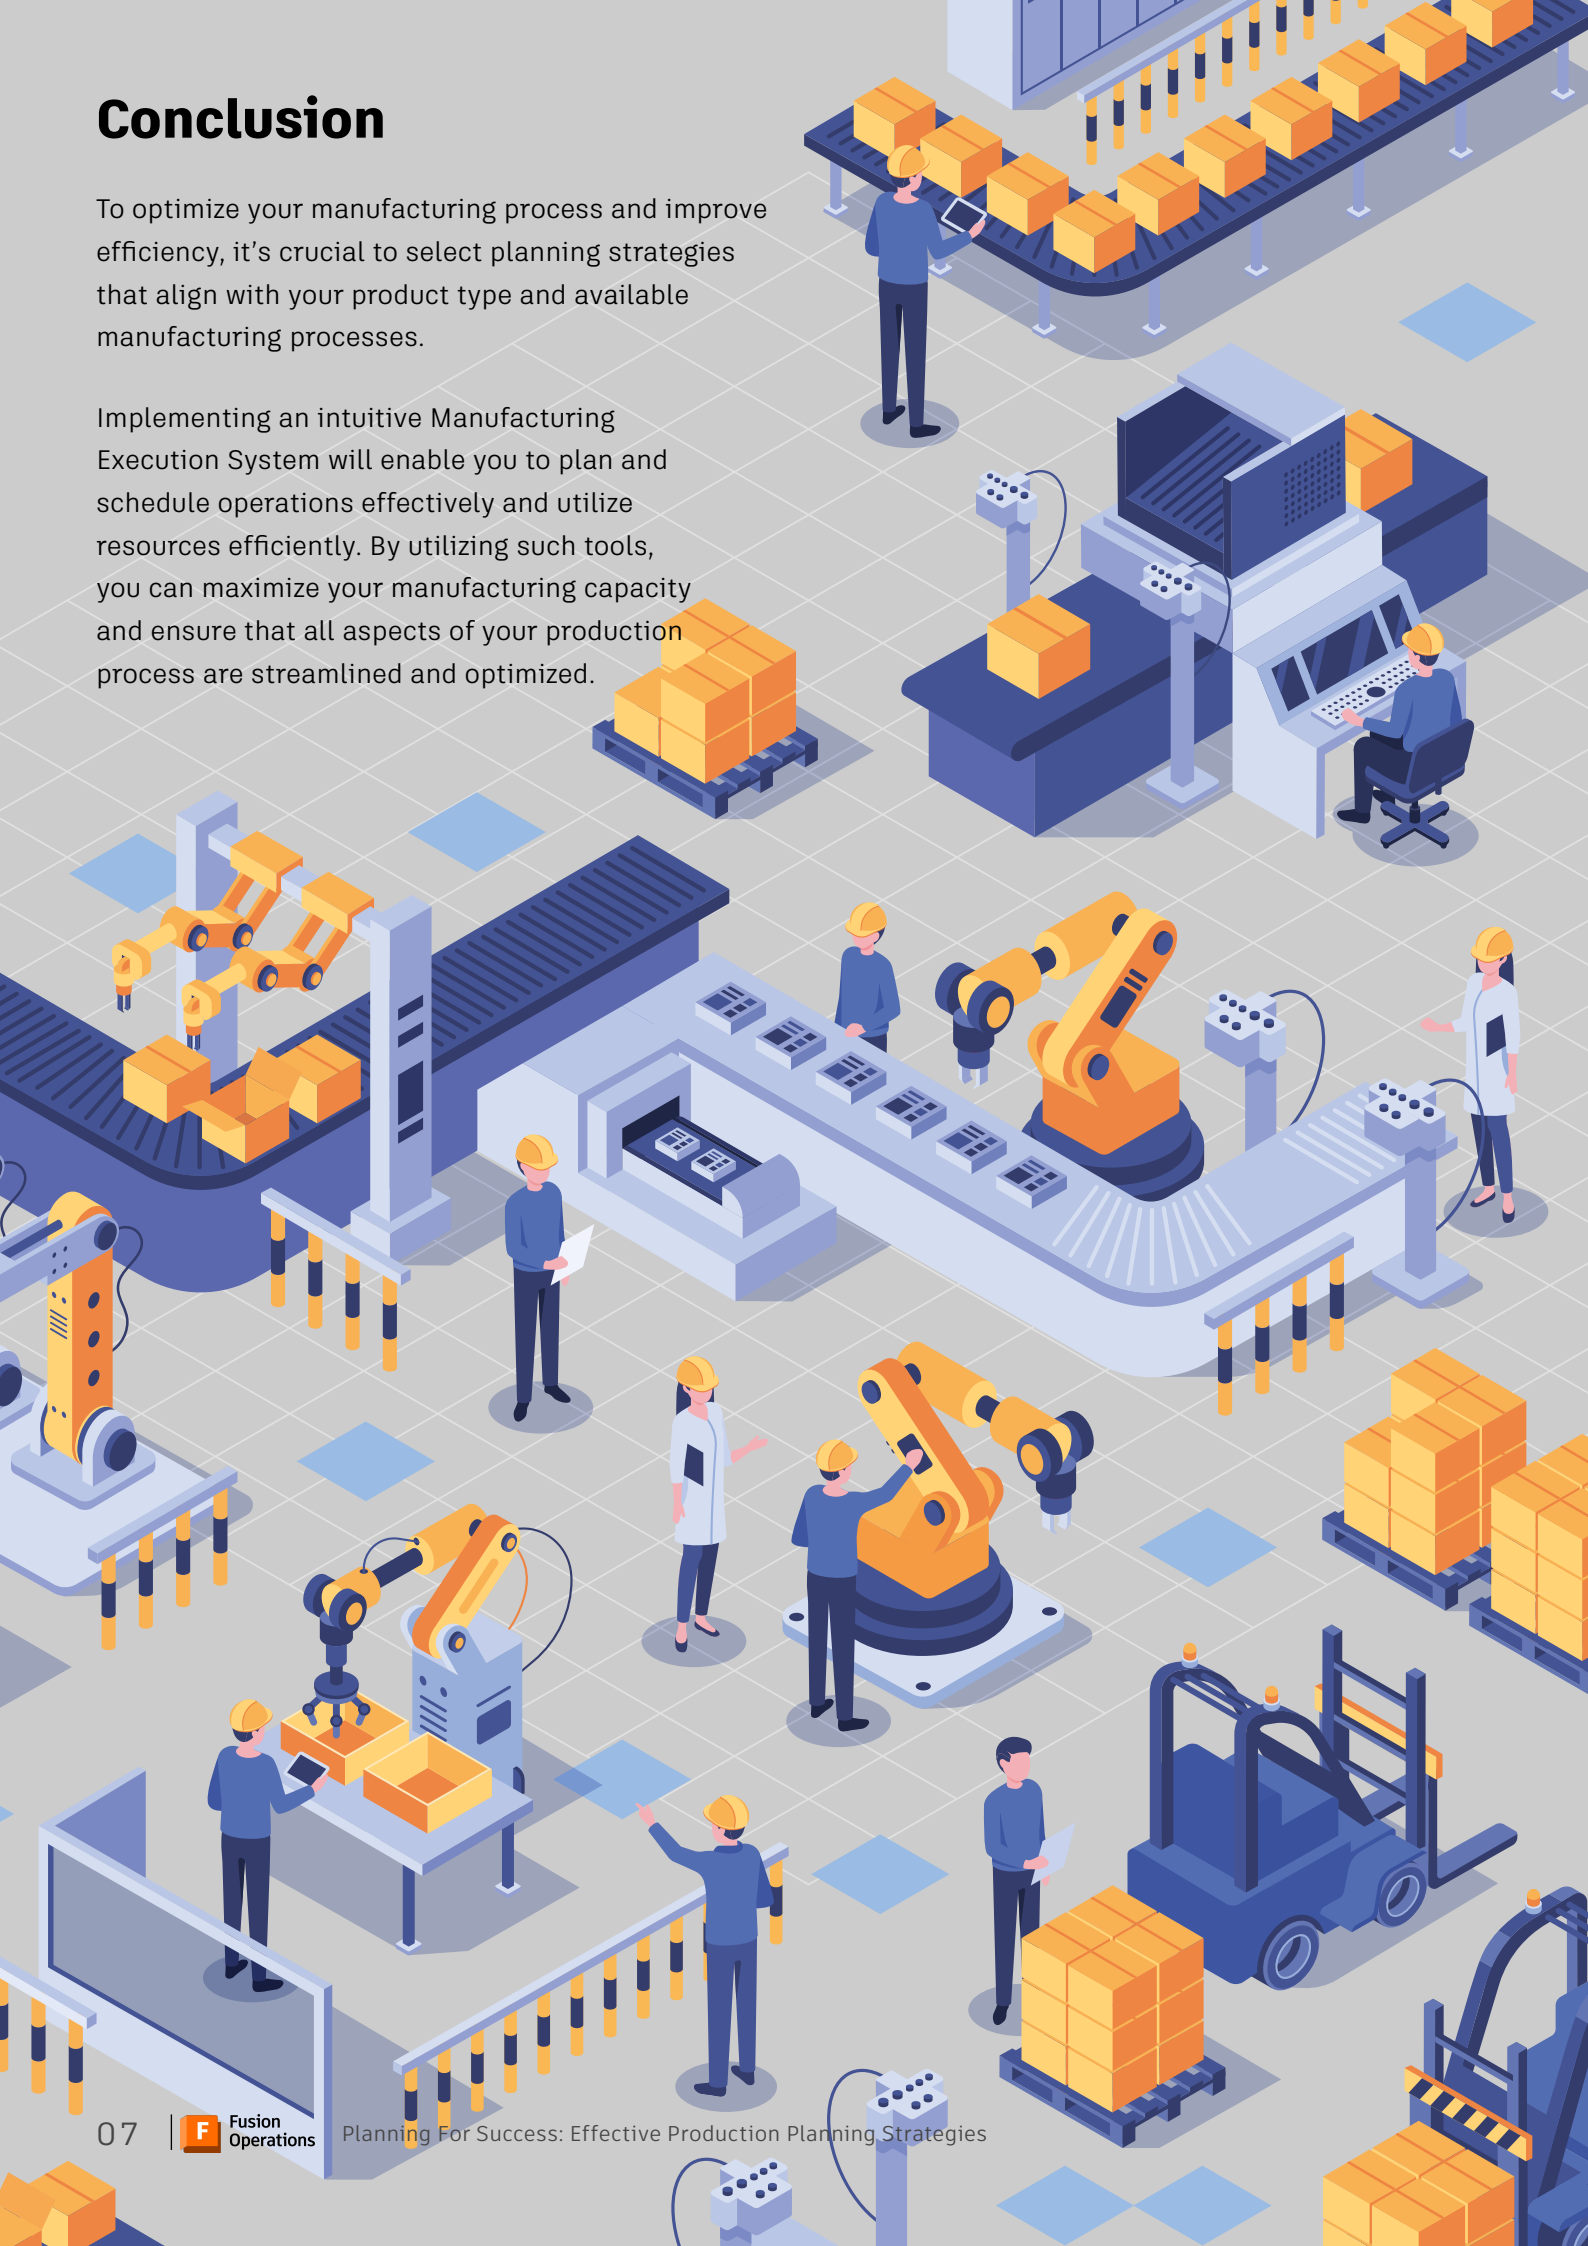 Conclusion
To optimize your manufacturing process and improve
efficiency, it’s crucial to select planning strategies
that align with your product type and available
manufacturing processes.
Implementing an intuitive Manufacturing
Execution System will enable you to plan and
schedule operations effectively and utilize
resources efficiently. By utilizing such tools,
you can maximize your manufacturing capacity
and ensure that all aspects of your production
process are streamlined and optimized.
07
F
Fusion
Operations
Planning For Success: Effective Production Planning Strategies